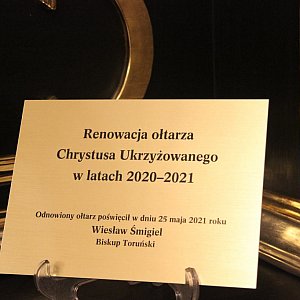 Renowacja ołtarza
Chrystusa Ukrzyżowanego
w latach 2020–2021
Odnowiony ołtarz poświęcił w dniu 25 maja 2021 roku
Wiesław Śmigiel
Biskup Toruński